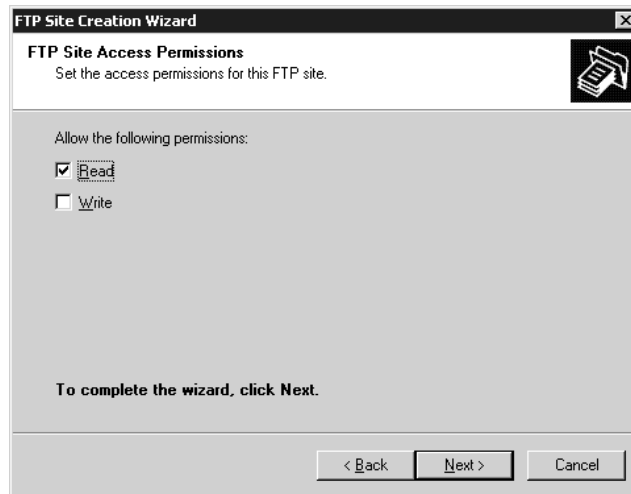 FTP Site Creation Wizard
FTP Site Access Permissions
Set the access permissions for this FTP site.
Allow the following permissions:
Read
Write
To complete the wizard, click Next.
< Back Next > Cancel